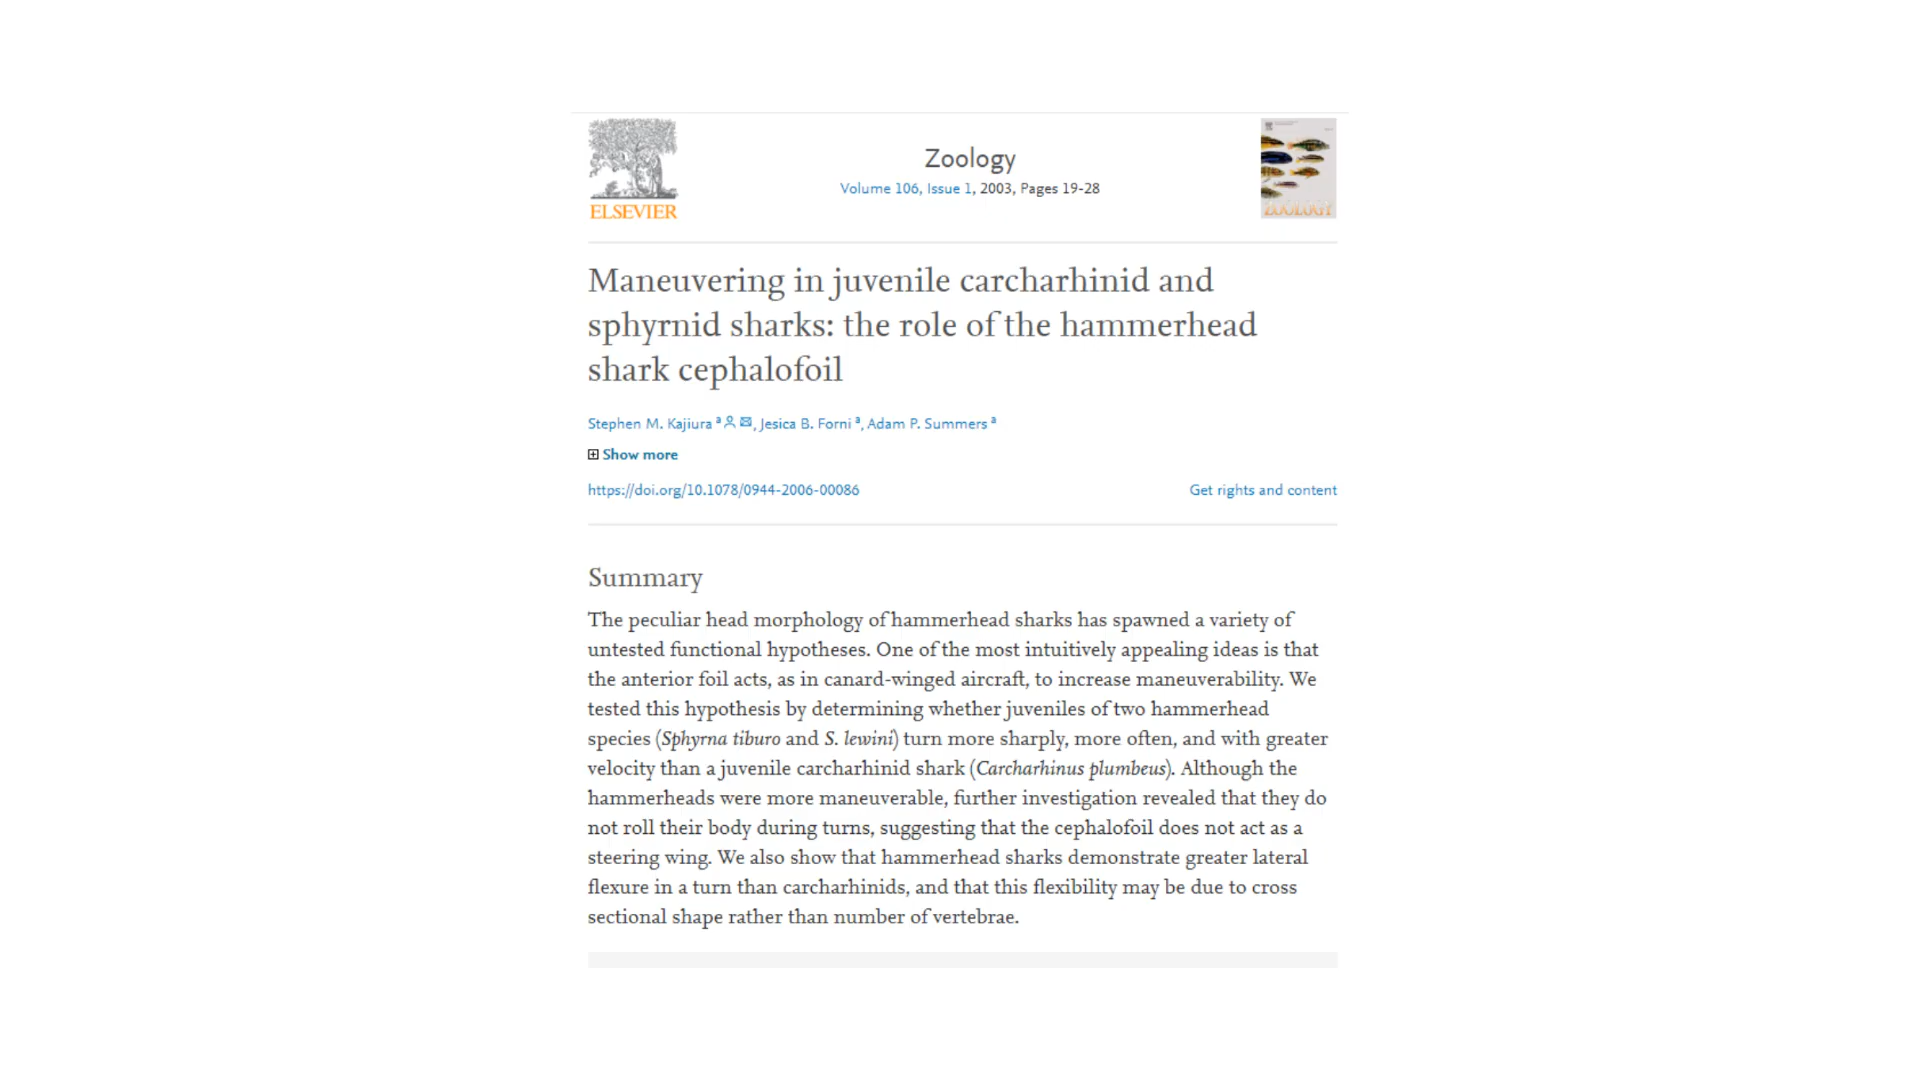 ELSEVIER
Zoology
Volume 106, Issue 1, 2003, Pages 19-28
ZOOLOGY
Maneuvering in juvenile carcharhinid and
sphyrnid sharks: the role of the hammerhead
shark cephalofoil
Stephen M. Kajiura a, Jesica B. Forni a, Adam P. Summers a
Show more
https://doi.org/10.1078/0944-2006-00086
Get rights and content
Summary
The peculiar head morphology of hammerhead sharks has spawned a variety of
untested functional hypotheses. One of the most intuitively appealing ideas is that
the anterior foil acts, as in canard-winged aircraft, to increase maneuverability. We
tested this hypothesis by determining whether juveniles of two hammerhead
species (Sphyrna tiburo and S. lewini) turn more sharply, more often, and with greater
velocity than a juvenile carcharhinid shark (Carcharhinus plumbeus). Although the
hammerheads were more maneuverable, further investigation revealed that they do
not roll their body during turns, suggesting that the cephalofoil does not act as a
steering wing. We also show that hammerhead sharks demonstrate greater lateral
flexure in a turn than carcharhinids, and that this flexibility may be due to cross
sectional shape rather than number of vertebrae.